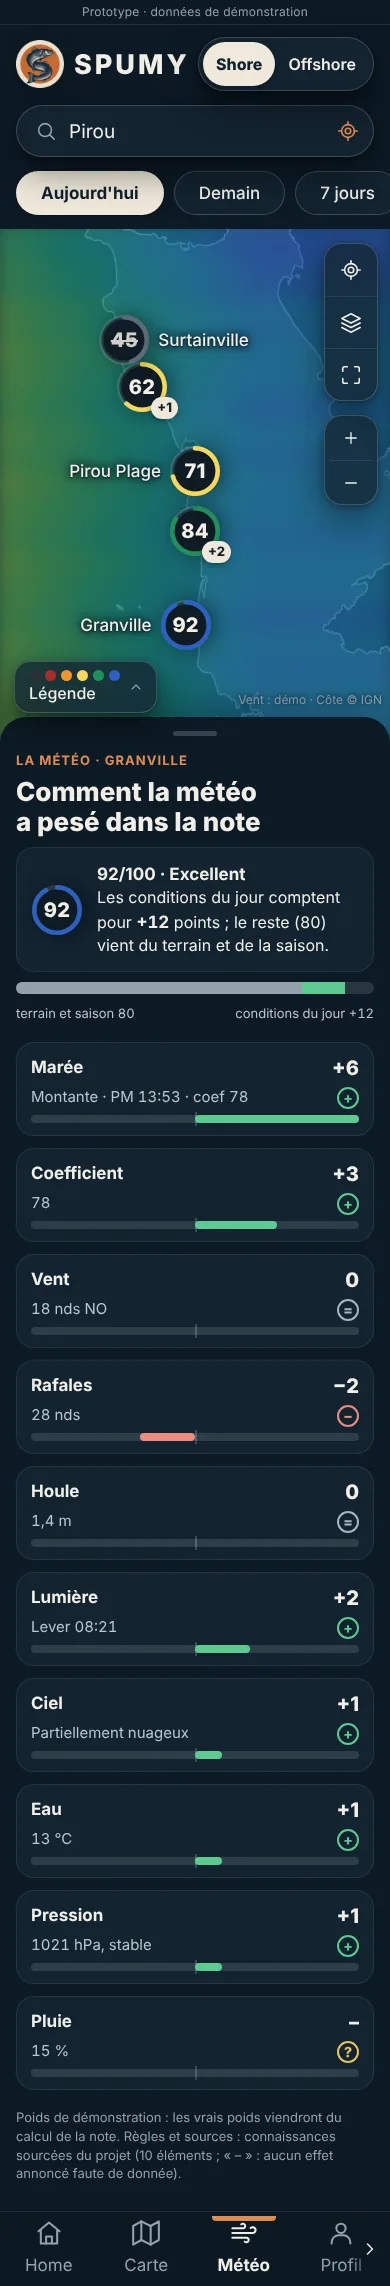 Prototype · données de démonstration
SPUMY
Shore
Offshore
Pirou
Aujourd'hui
Demain
7 jours
45
Surtainville
62
+1
Pirou Plage
71
84
+2
Granville
92
+
−
Légende
Vent : démo · Côte © IGN
LA MÉTÉO · GRANVILLE
Comment la météo
a pesé dans la note
92
92/100 · Excellent
Les conditions du jour comptent
pour +12 points ; le reste (80)
vient du terrain et de la saison.
terrain et saison 80
conditions du jour +12
Marée
+6
Montante · PM 13:53 · coef 78
+
Coefficient
+3
78
+
Vent
0
18 nds NO
=
Rafales
−2
28 nds
−
Houle
0
1,4 m
=
Lumière
+2
Lever 08:21
+
Ciel
+1
Partiellement nuageux
+
Eau
+1
13 °C
+
Pression
+1
1021 hPa, stable
+
Pluie
–
15 %
?
Poids de démonstration : les vrais poids viendront du
calcul de la note. Règles et sources : connaissances
sourcées du projet (10 éléments ; « – » : aucun effet
annoncé faute de donnée).
Home
Carte
Météo
Profil